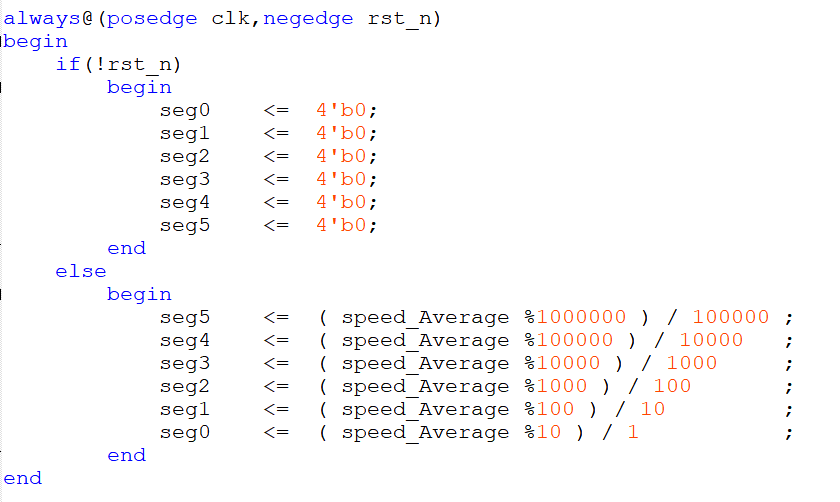 always@(posedge clk,negedge rst_n)
begin
    if(!rst_n)
        begin
            seg0    <=  4'b0;
            seg1    <=  4'b0;
            seg2    <=  4'b0;
            seg3    <=  4'b0;
            seg4    <=  4'b0;
            seg5    <=  4'b0;
        end
    else
        begin
            seg5    <=  ( speed_Average %1000000 ) / 100000 ;
            seg4    <=  ( speed_Average %100000 ) / 10000   ;
            seg3    <=  ( speed_Average %10000 ) / 1000     ;
            seg2    <=  ( speed_Average %1000 ) / 100       ;
            seg1    <=  ( speed_Average %100 ) / 10         ;
            seg0    <=  ( speed_Average %10 ) / 1           ;
        end
end